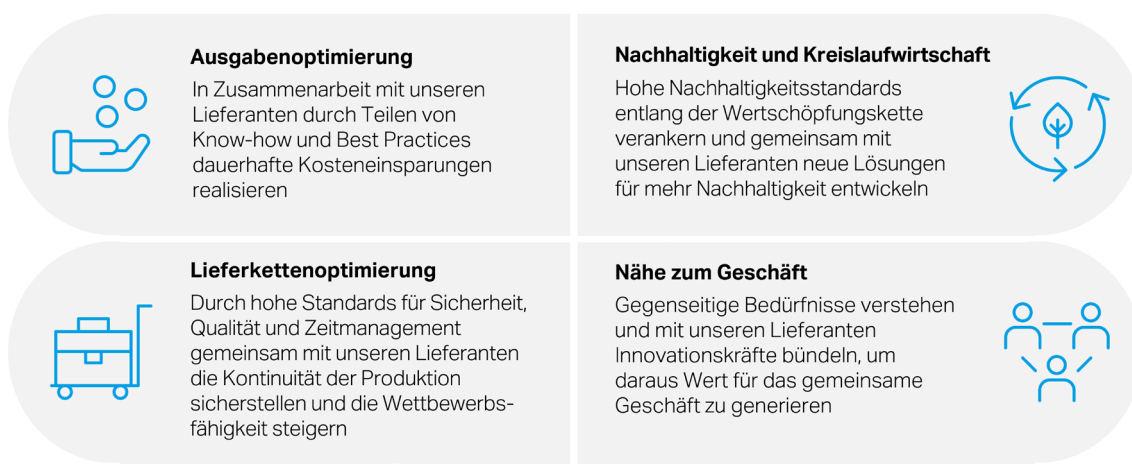 Ausgabenoptimierung
In Zusammenarbeit mit unseren
Lieferanten durch Teilen von
Know-how und Best Practices
dauerhafte Kosteneinsparungen
realisieren
Nachhaltigkeit und Kreislaufwirtschaft
Hohe Nachhaltigkeitsstandards
entlang der Wertschöpfungskette
verankern und gemeinsam mit
unseren Lieferanten neue Lösungen
für mehr Nachhaltigkeit entwickeln
Lieferkettenoptimierung
Durch hohe Standards für Sicherheit,
Qualität und Zeitmanagement
gemeinsam mit unseren Lieferanten
die Kontinuität der Produktion
sicherstellen und die Wettbewerbs-
fähigkeit steigern
Nähe zum Geschäft
Gegenseitige Bedürfnisse verstehen
und mit unseren Lieferanten
Innovationskräfte bündeln, um
daraus Wert für das gemeinsame
Geschäft zu generieren